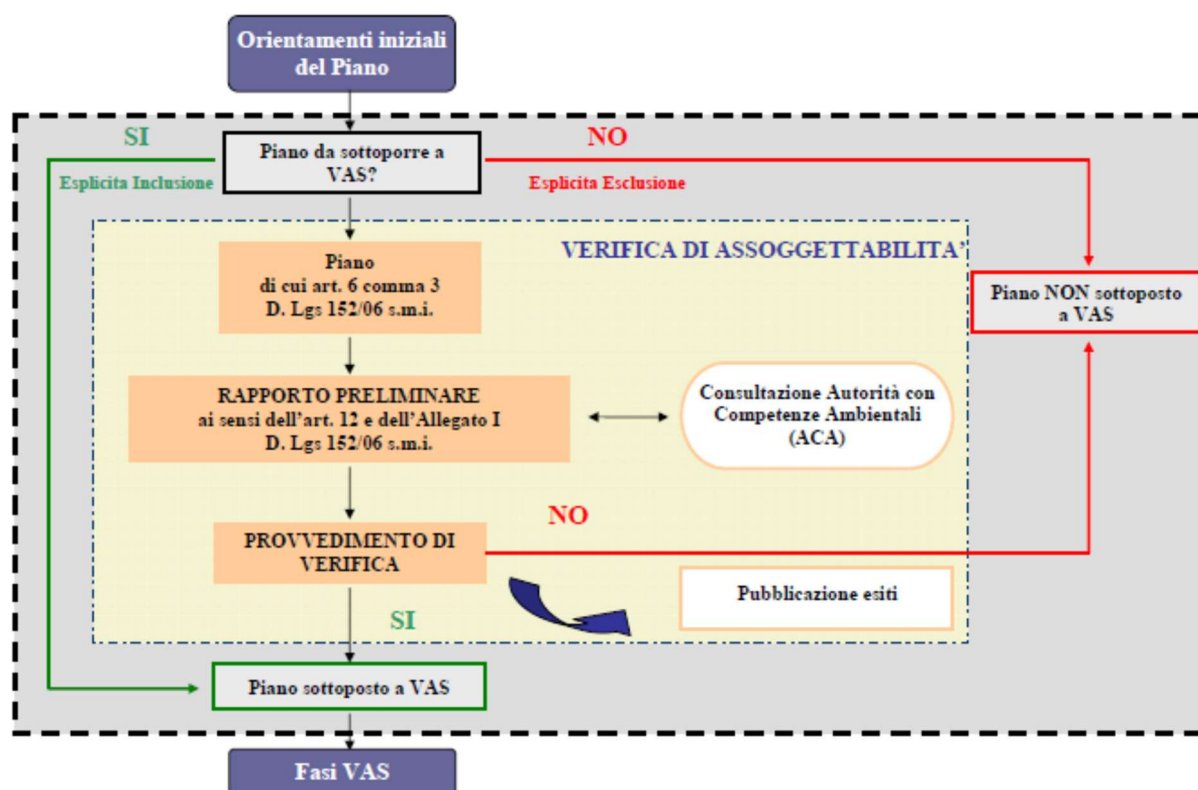 Orientamenti iniziali
del Piano
SI
NO
Piano da sottoporre a
VAS?
Esplicita Inclusione
Esplicita Esclusione
VERIFICA DI ASSOGGETTABILITA’
Piano
di cui art. 6 comma 3
D. Lgs 152/06 s.m.i.
Piano NON sottoposto
a VAS
RAPPORTO PRELIMINARE
ai sensi dell’art. 12 e dell’Allegato I
D. Lgs 152/06 s.m.i.
Consultazione Autorità con
Competenze Ambientali
(ACA)
NO
PROVVEDIMENTO DI
VERIFICA
Pubblicazione esiti
SI
Piano sottoposto a VAS
Fasi VAS